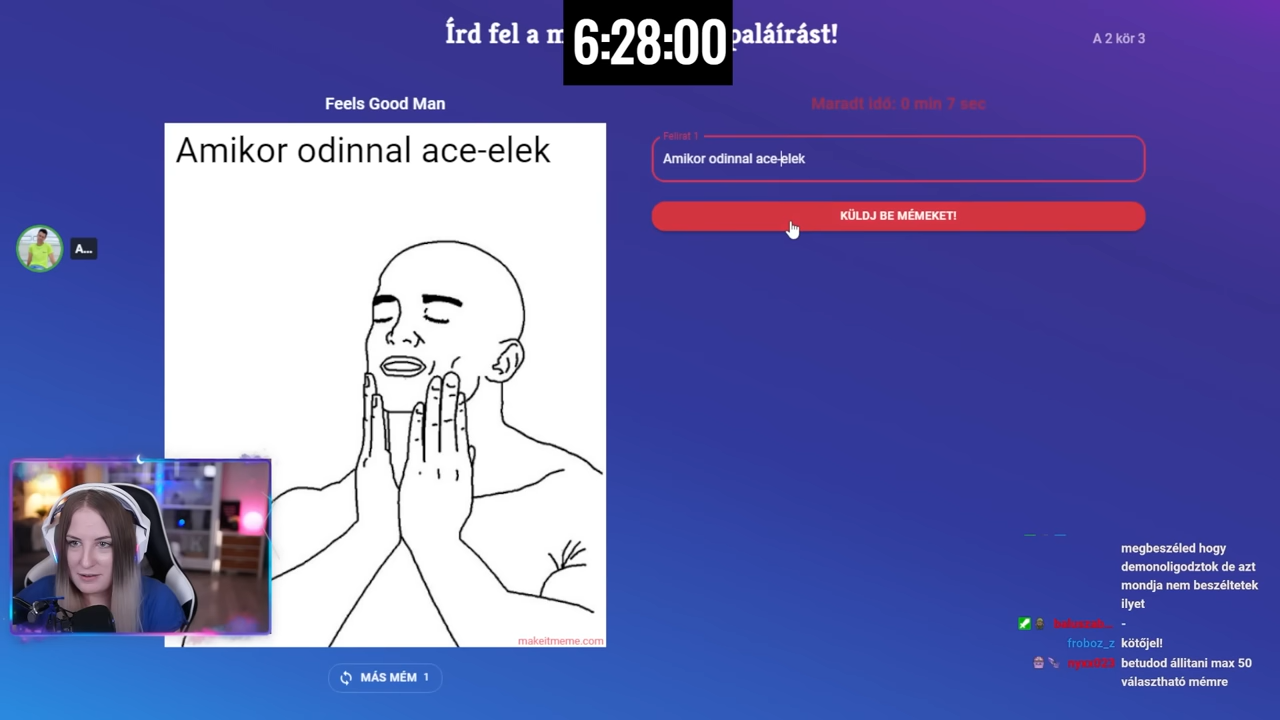 Írd fel a m
6:28:00
paláírást!
A 2 kör 3
Feels Good Man
Maradt Idő: 0 min 7 sec
Amikor odinnal ace-elek
Felirat 1
Amikor odinnal ace-elek
KÜLDJ BE MÉMEKET!
A...
makeitmeme.com
MÁS MÉM 1
megbeszéled hogy
demonoligodztok de azt
mondja nem beszéltetek
ilyet
-
froboz_z kötőjel!
betudod állitani max 50
választható mémre